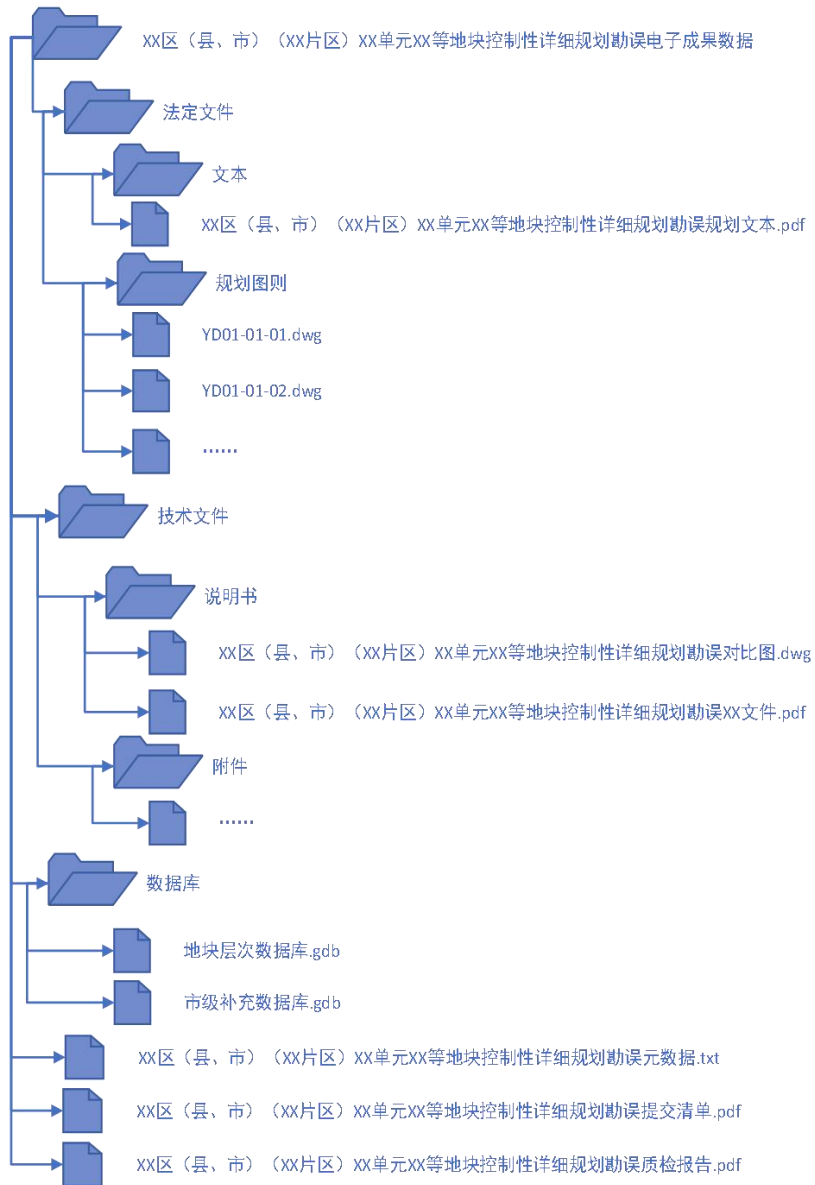 XX区（县、市）（XX片区）XX单元XX等地块控制性详细规划勘误电子成果数据
法定文件
文本
XX区（县、市）（XX片区）XX单元XX等地块控制性详细规划勘误规划文本.pdf
规划图则
YD01-01-01.dwg
YD01-01-02.dwg
……
技术文件
说明书
XX区（县、市）（XX片区）XX单元XX等地块控制性详细规划勘误对比图.dwg
XX区（县、市）（XX片区）XX单元XX等地块控制性详细规划勘误XX文件.pdf
附件
……
数据库
地块层次数据库.gdb
市级补充数据库.gdb
XX区（县、市）（XX片区）XX单元XX等地块控制性详细规划勘误元数据.txt
XX区（县、市）（XX片区）XX单元XX等地块控制性详细规划勘误提交清单.pdf
XX区（县、市）（XX片区）XX单元XX等地块控制性详细规划勘误质检报告.pdf